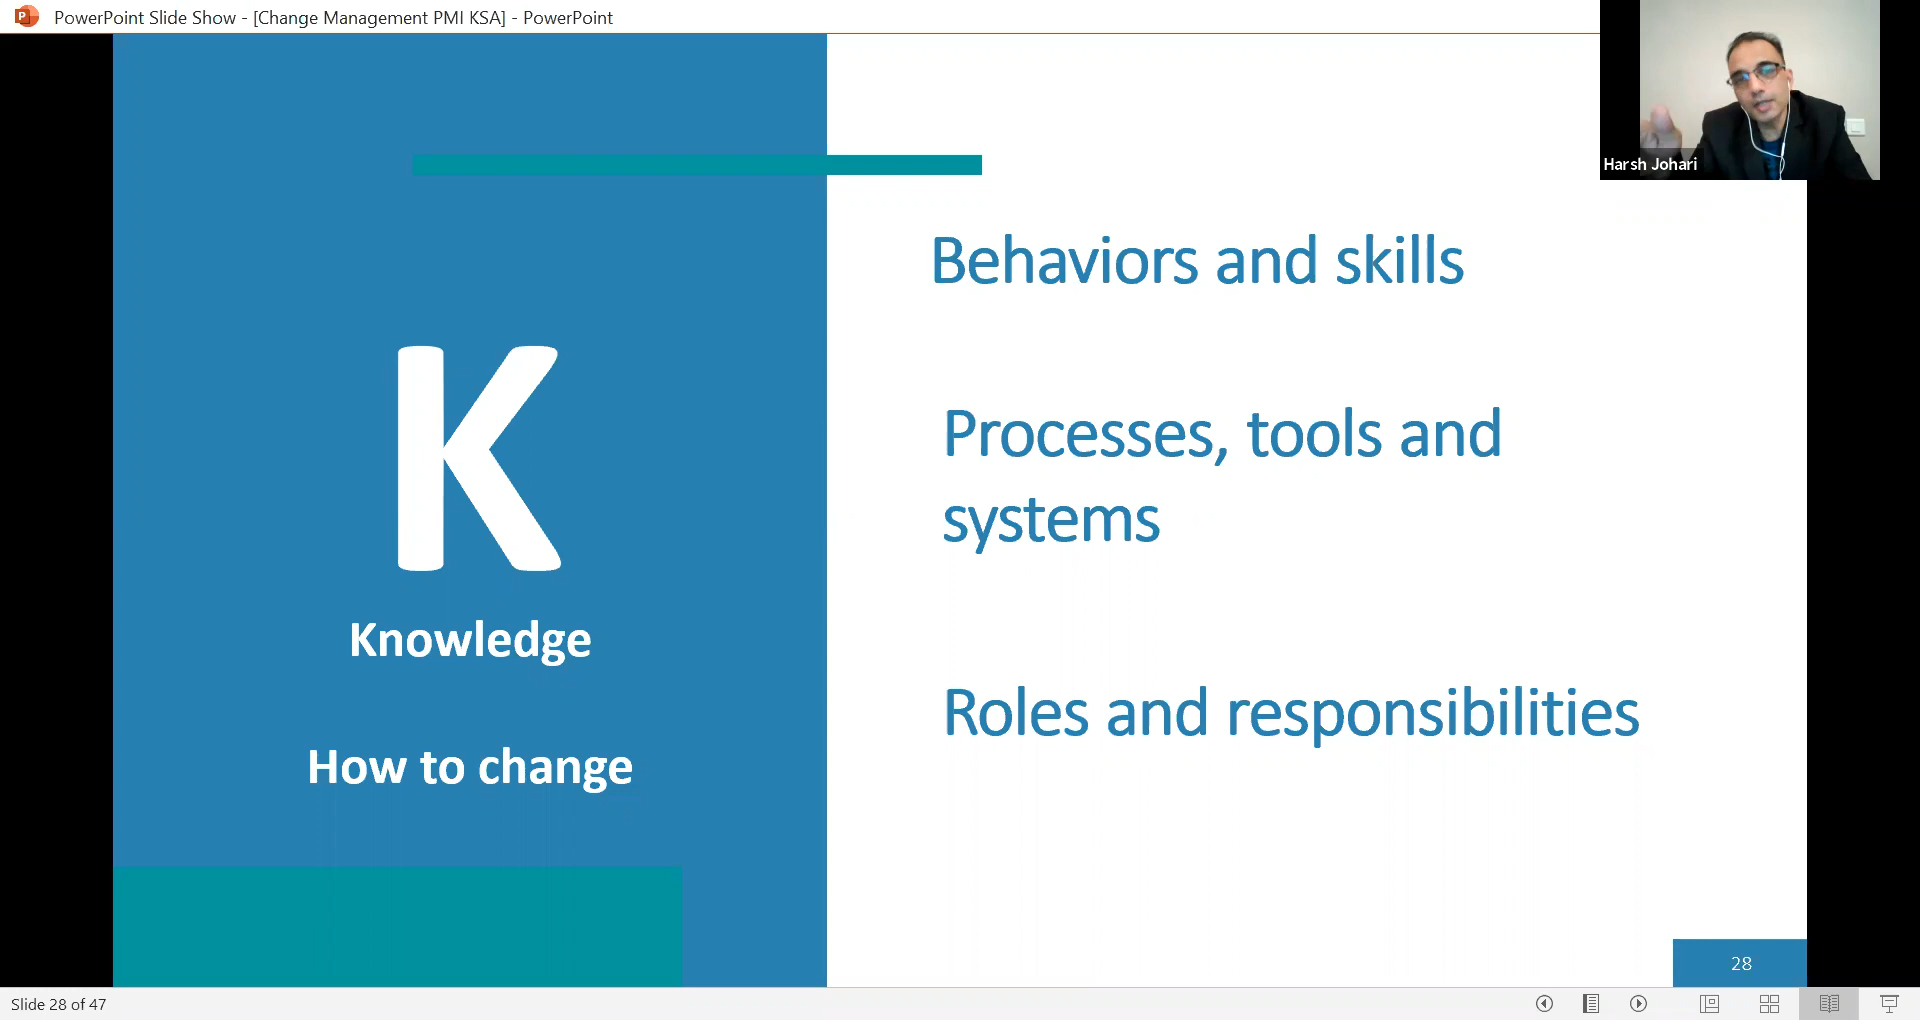 PowerPoint Slide Show - [Change Management PMI KSA] - PowerPoint
Harsh Johari
K
Knowledge
How to change
Behaviors and skills
Processes, tools and
systems
Roles and responsibilities
28
Slide 28 of 47